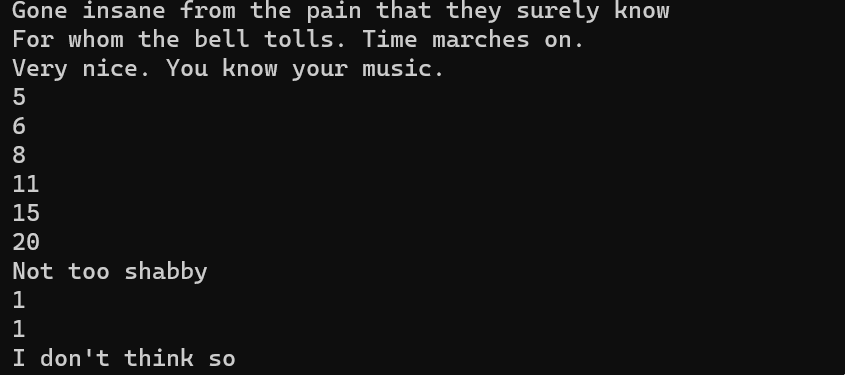 Gone insane from the pain that they surely know
For whom the bell tolls. Time marches on.
Very nice. You know your music.
5
6
8
11
15
20
Not too shabby
1
1
I don't think so